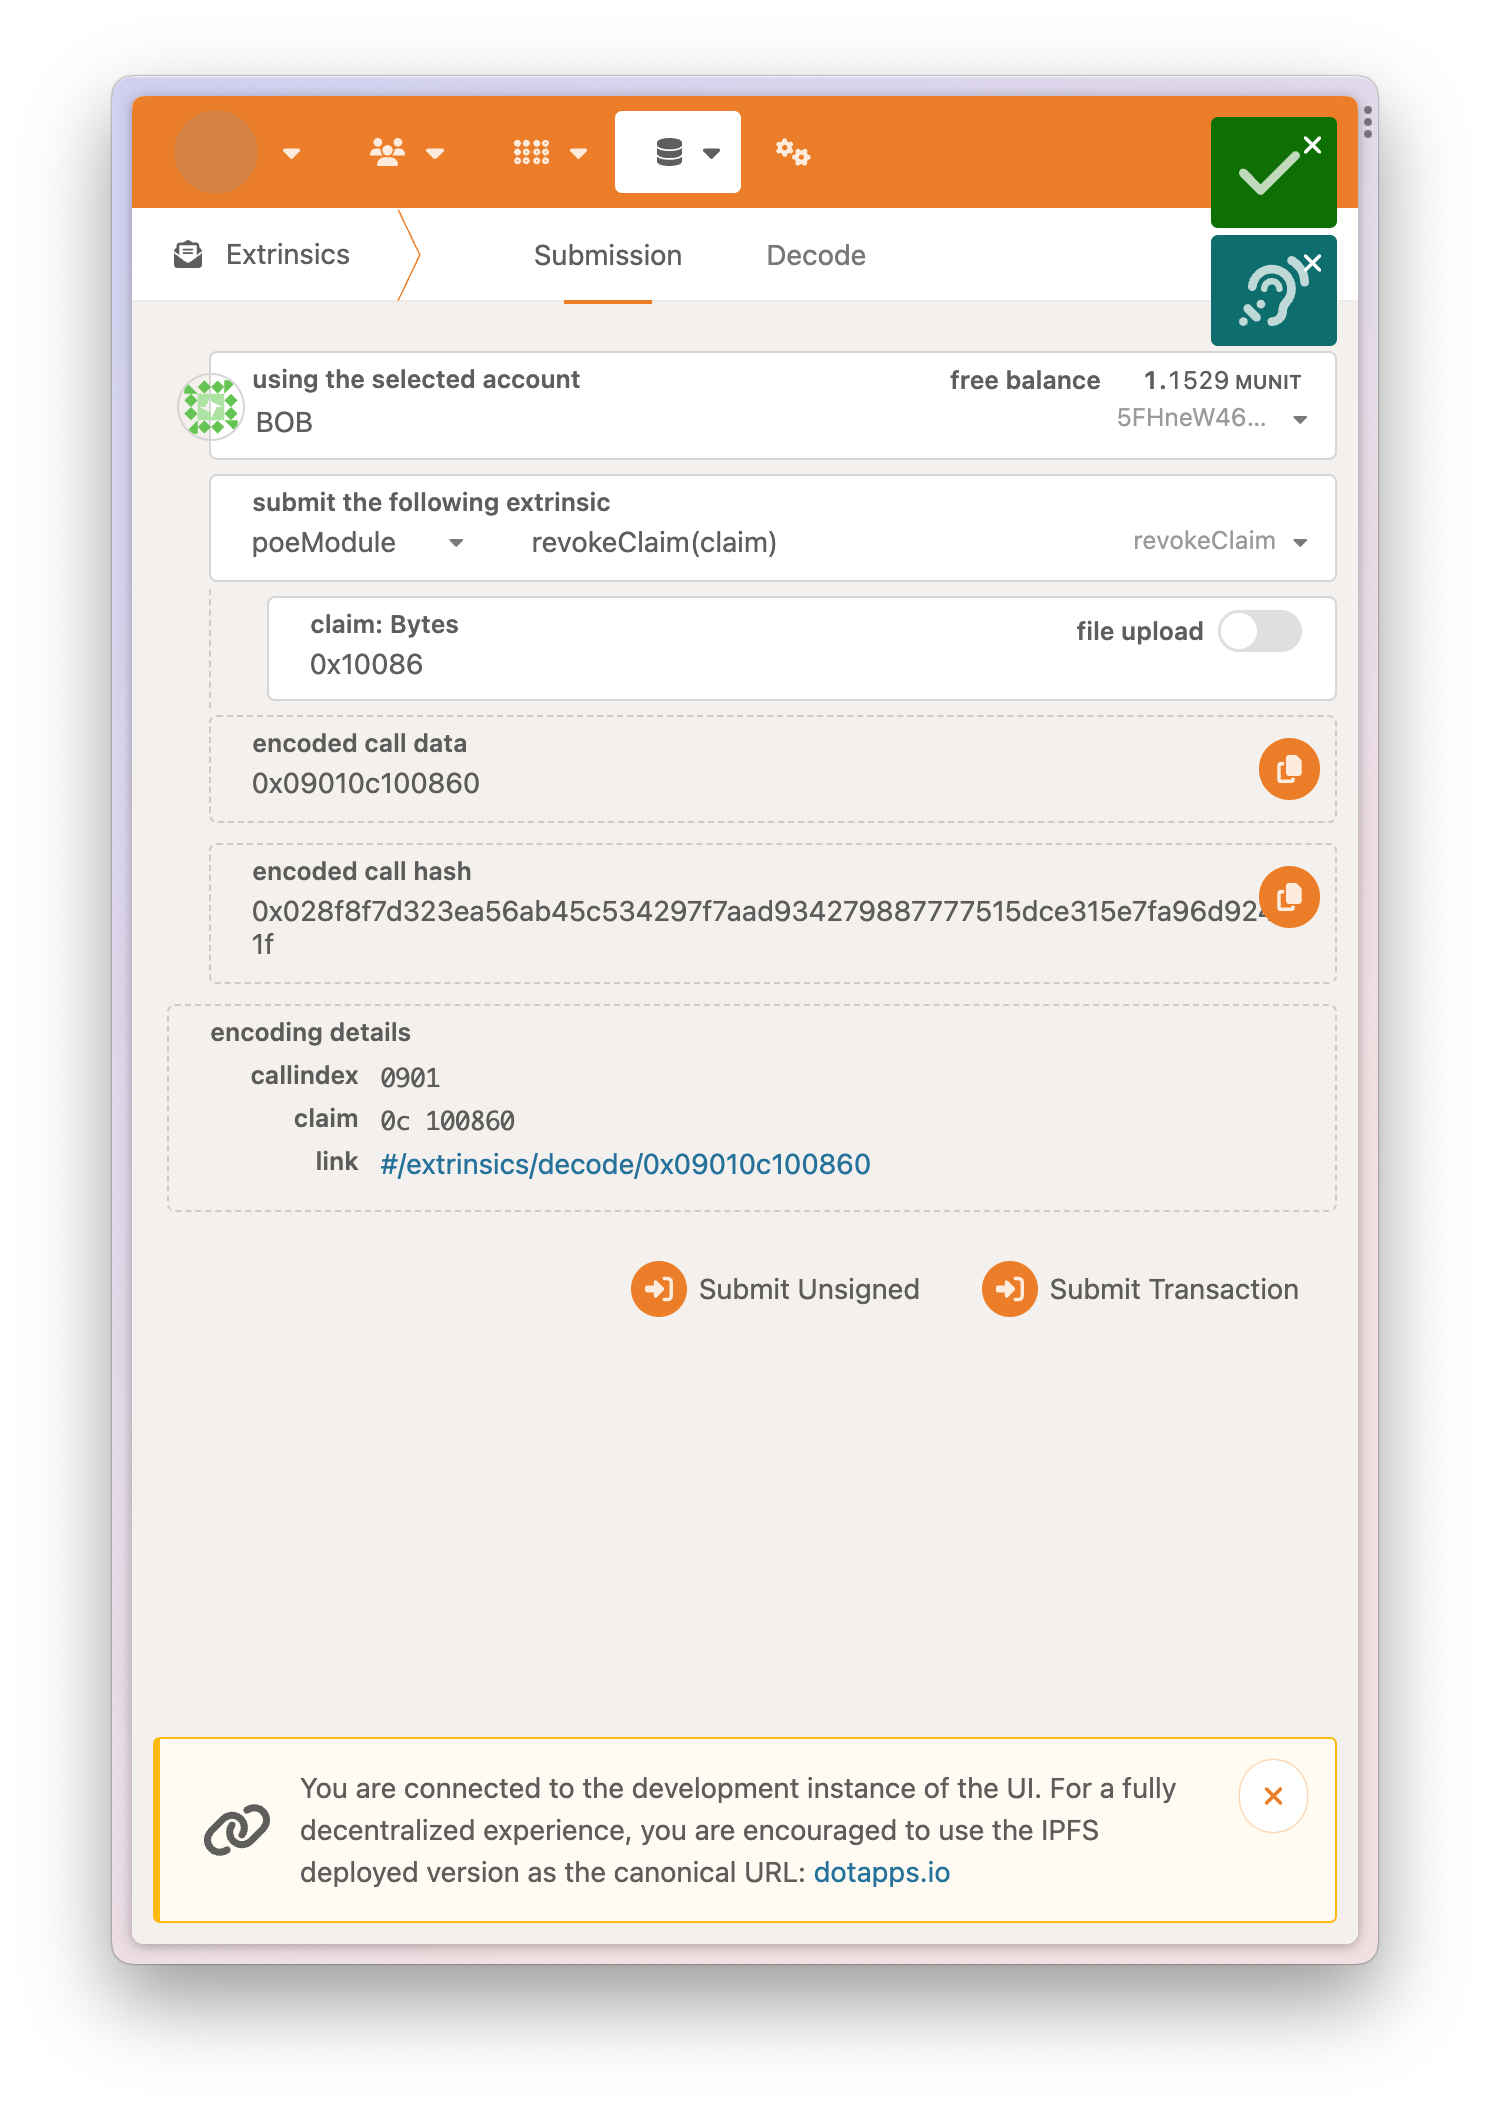 Extrinsics
Submission
Decode
using the selected account
free balance 1.1529 MUNIT
BOB
5FHneW46...
submit the following extrinsic
poeModule
revokeClaim(claim)
revokeClaim
claim: Bytes
file upload
0x10086
encoded call data
0x09010c100860
encoded call hash
1f
encoding details
callindex 0901
claim 0c 100860
link #/extrinsics/decode/0x09010c100860
Submit Unsigned
Submit Transaction
You are connected to the development instance of the UI. For a fully
decentralized experience, you are encouraged to use the IPFS
deployed version as the canonical URL: dotapps.io